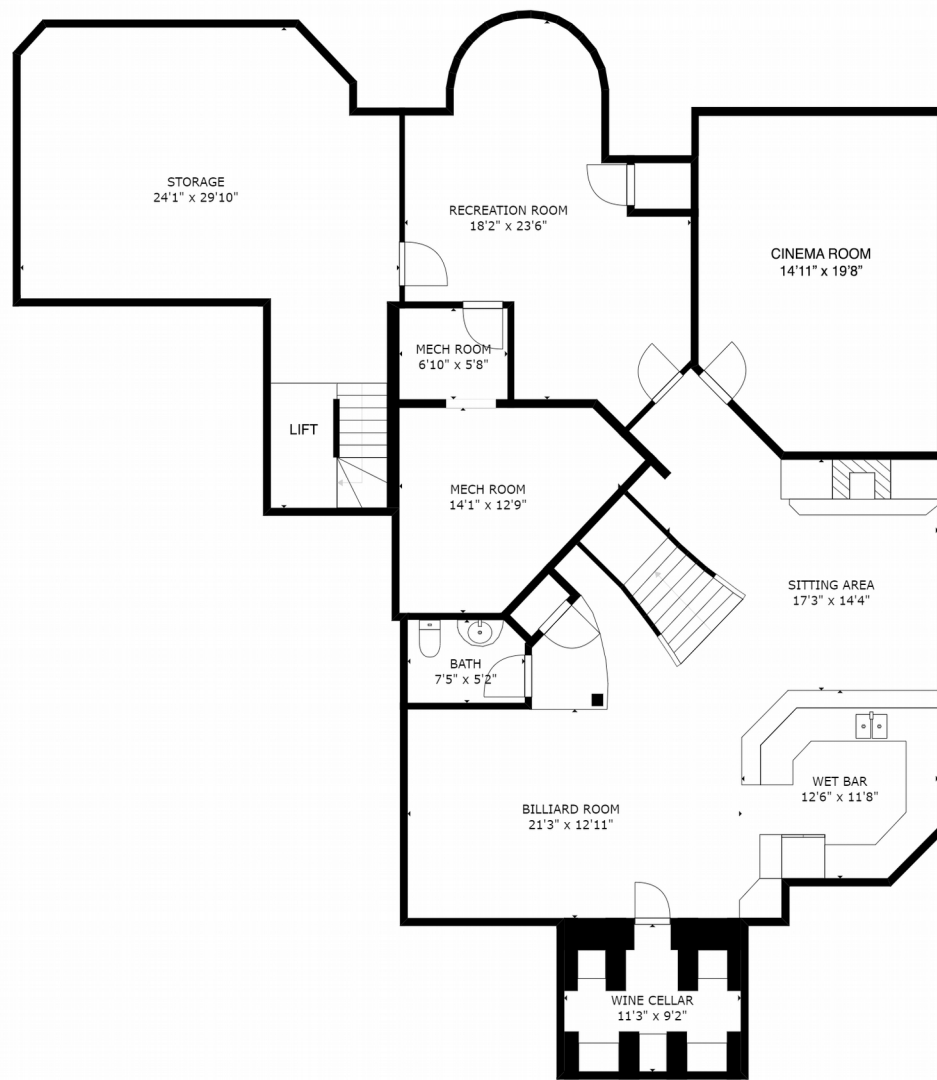 STORAGE
24'1" x 29'10"
RECREATION ROOM
18'2" x 23'6"
CINEMA ROOM
14'11" x 19'8"
MECH ROOM
6'10" x 5'8"
LIFT
MECH ROOM
14'1" x 12'9"
SITTING AREA
17'3" x 14'4"
BATH
7'5" x 5'2"
WET BAR
12'6" x 11'8"
BILLIARD ROOM
21'3" x 12'11"
WINE CELLAR
11'3" x 9'2"